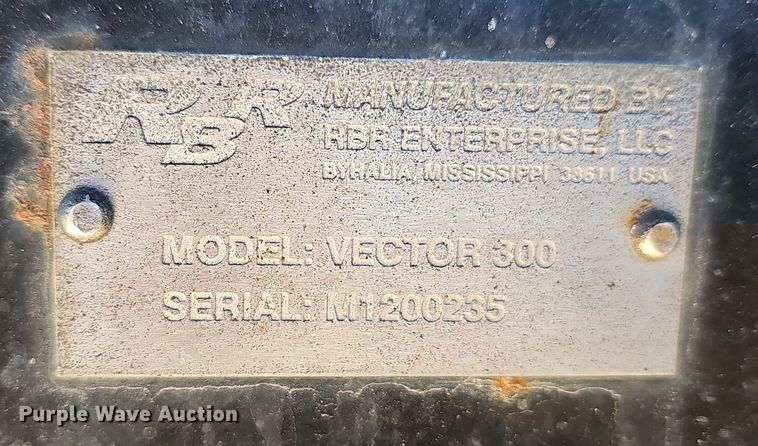 RBR
MANUFACTURED BY:
RBR ENTERPRISE, LLC
BYHALIA, MISSISSIPPI 38611 USA
MODEL: VECTOR 300
SERIAL: M1200235
Purple Wave Auction